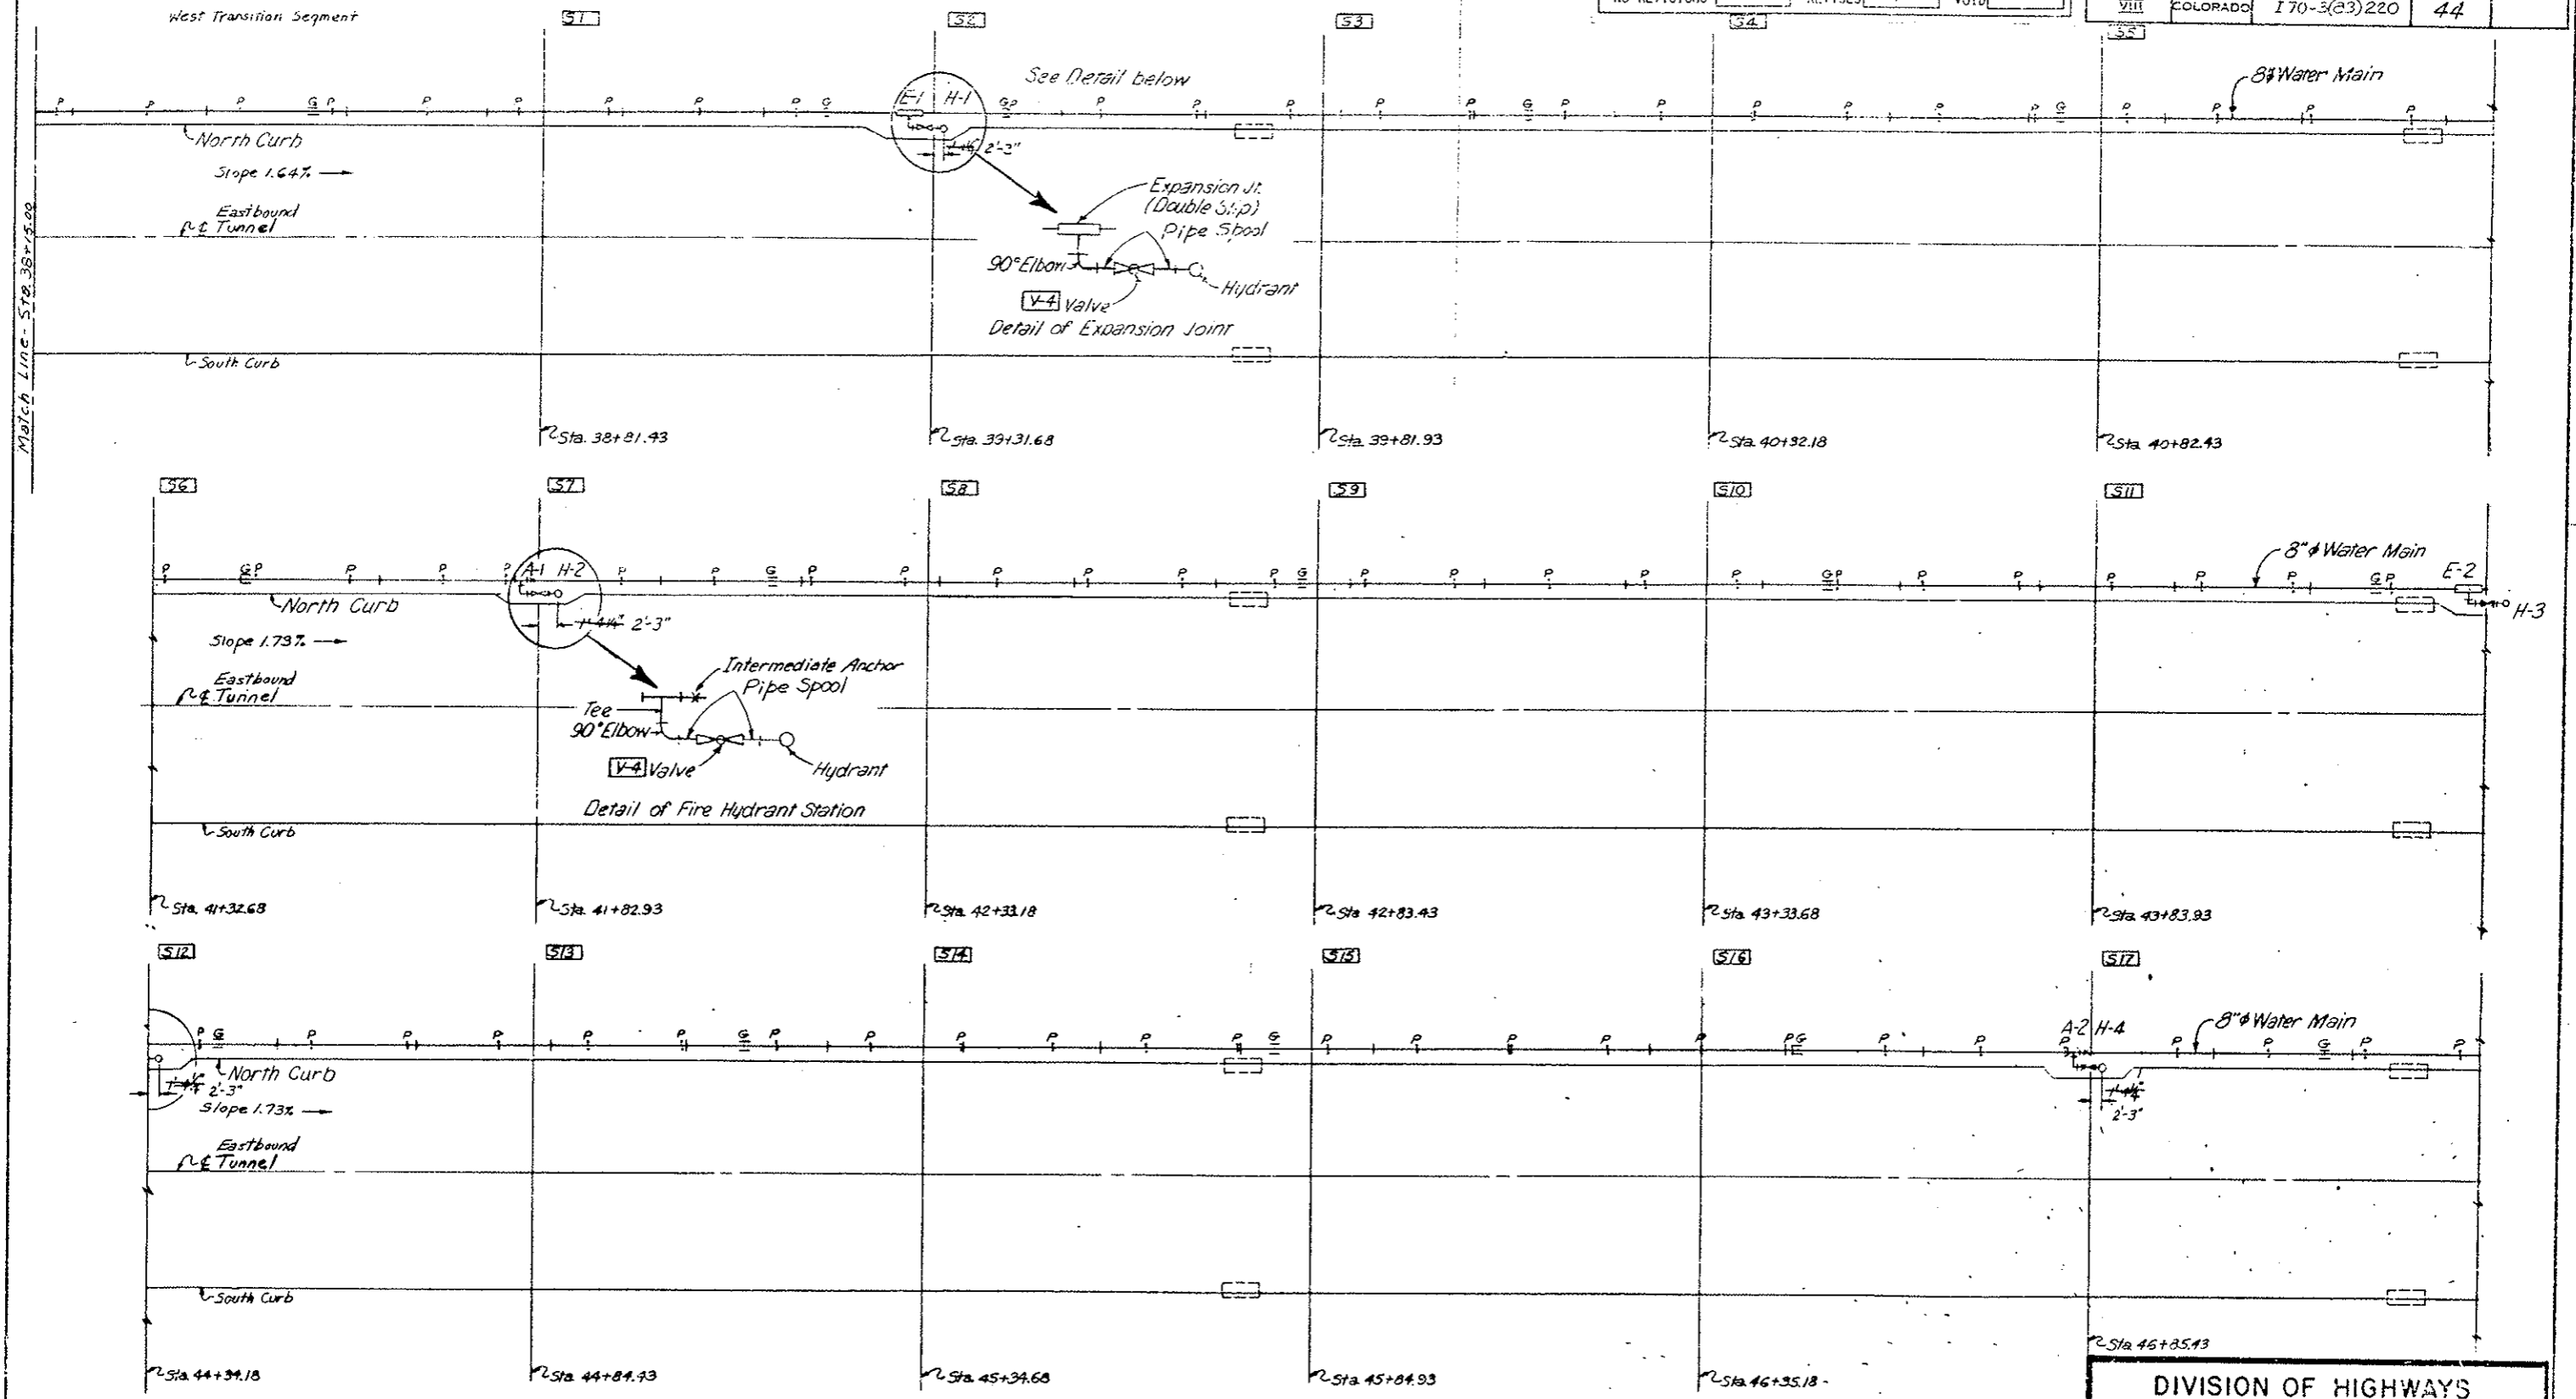 West Transition Segment
S1
S2
S3
S4
VIII COLORADO I 70-3(83)220 44
S5
See Detail below
8"φ Water Main
P P P G P P P P P P G E-1 H-1 G P P P P P P G P P P P P P G P P P P
North Curb
2'-3"
Slope 1.64% →
Expansion Jt.
(Double Slip)
Pipe Spool
Eastbound
℄ Tunnel
90° Elbow
Hydrant
V-4 Valve
Detail of Expansion Joint
South Curb
Match Line - Sta. 38+15.00
Sta. 38+81.43
Sta. 39+31.68
Sta. 39+81.93
Sta. 40+32.18
Sta. 40+82.43
S6
S7
S8
S9
S10
S11
8"φ Water Main
P G P P P P A-1 H-2 P P G P P P P P P G P P P P G P P P P P P G P E-2
H-3
North Curb
1'-4¼" 2'-3"
Slope 1.73% →
Intermediate Anchor
Pipe Spool
Eastbound
℄ Tunnel
Tee
90° Elbow
V-4 Valve
Hydrant
Detail of Fire Hydrant Station
South Curb
Sta. 41+32.68
Sta. 41+82.93
Sta. 42+33.18
Sta. 42+83.43
Sta. 43+33.68
Sta. 43+83.93
S12
S13
S14
S15
S16
S17
8"φ Water Main
P G P P P P P G P P P P P P G P P P P P P G P P P A-2 H-4 P P G P P
North Curb
2'-3"
Slope 1.73% →
2'-3"
Eastbound
℄ Tunnel
South Curb
Sta. 44+34.18
Sta. 44+84.43
Sta. 45+34.68
Sta. 45+84.93
Sta. 46+35.18
Sta. 46+85.43
DIVISION OF HIGHWAYS